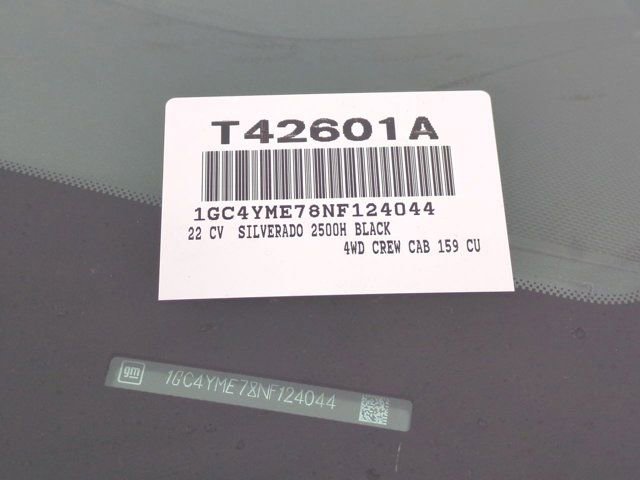 T42601A
1GC4YME78NF124044
22 CV SILVERADO 2500H BLACK
4WD CREW CAB 159 CU
gm 1GC4YME78NF124044